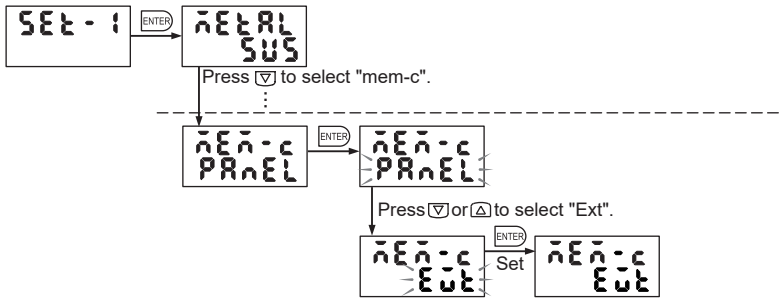 SEt - 1
ENTER
mEtAL
SUS
Press ▽ to select "mem-c".
mEm-c
PAnEL
ENTER
mEm-c
PAnEL
Press ▽ or △ to select "Ext".
mEm-c
Ext
ENTER
Set
mEm-c
Ext